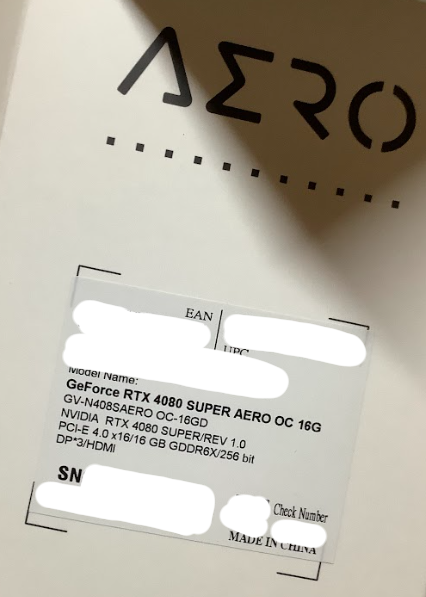 AERO
EAN
UPC
Model Name:
GeForce RTX 4080 SUPER AERO OC 16G
GV-N408SAERO OC-16GD
NVIDIA RTX 4080 SUPER/REV 1.0
PCI-E 4.0 x16/16 GB GDDR6X/256 bit
DP*3/HDMI
SN
Check Number
MADE IN CHINA